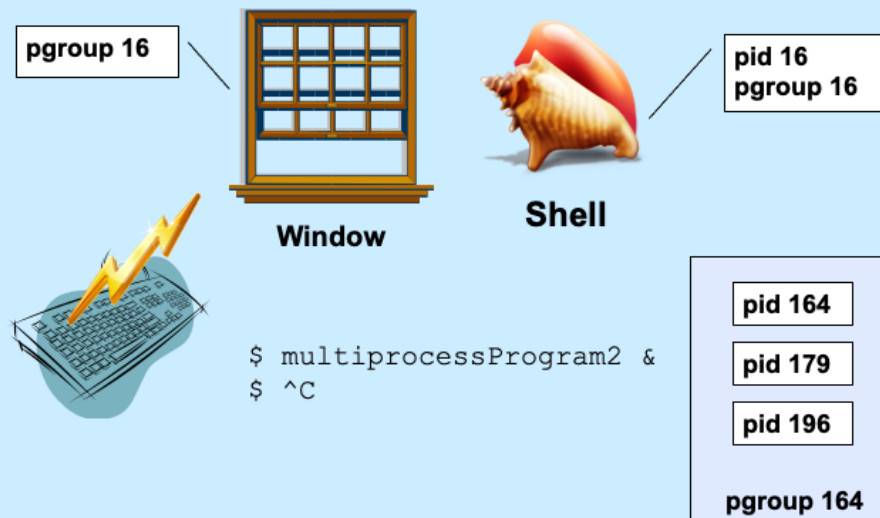 pgroup 16
pid 16
pgroup 16
Window
Shell
$ multiprocessProgram2 &
$ ^C
pid 164
pid 179
pid 196
pgroup 164